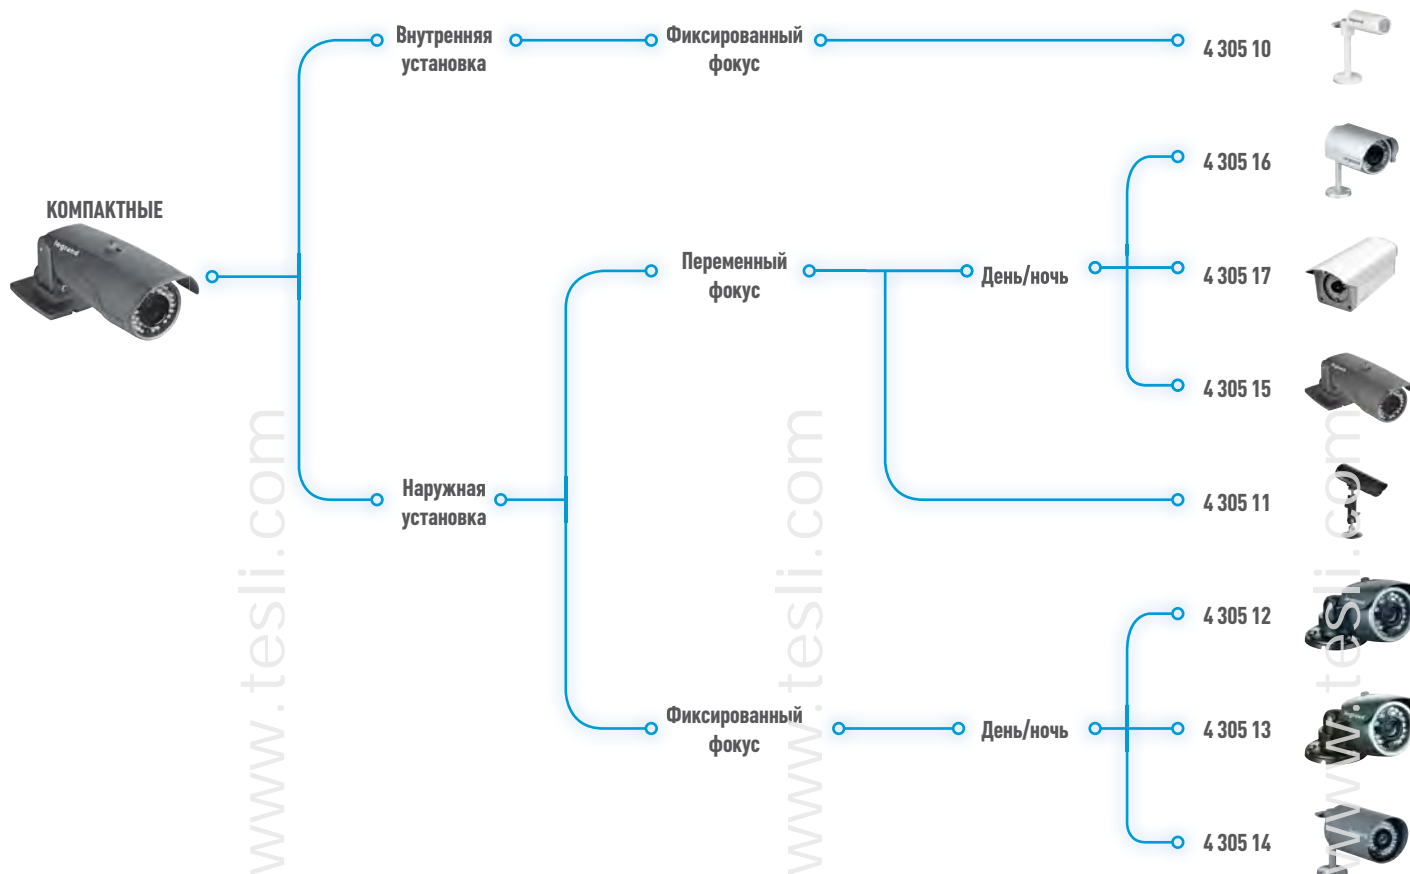 Внутренняя
установка
Фиксированный
фокус
4 305 10
4 305 16
КОМПАКТНЫЕ
legrand
Переменный
фокус
День/ночь
4 305 17
4 305 15
Наружная
установка
4 305 11
4 305 12
Фиксированный
фокус
День/ночь
4 305 13
4 305 14
www.tesli.com
www.tesli.com
www.tesli.com